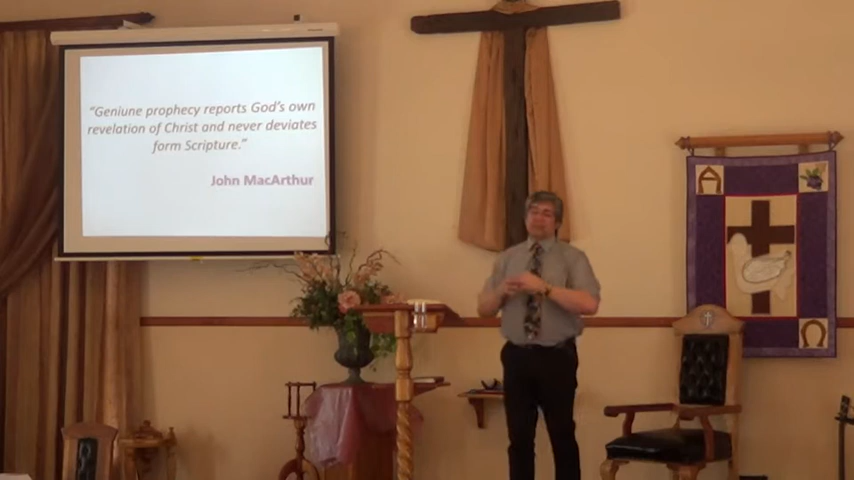 “Geniune prophecy reports God’s own
revelation of Christ and never deviates
form Scripture.”
John MacArthur
A
Ω